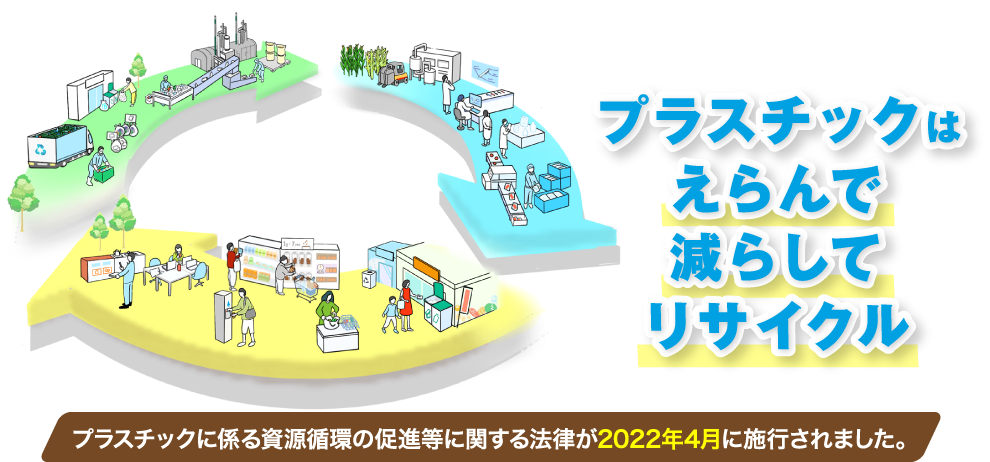 プラスチックは
えらんで
減らして
リサイクル
プラスチックに係る資源循環の促進等に関する法律が2022年4月に施行されました。